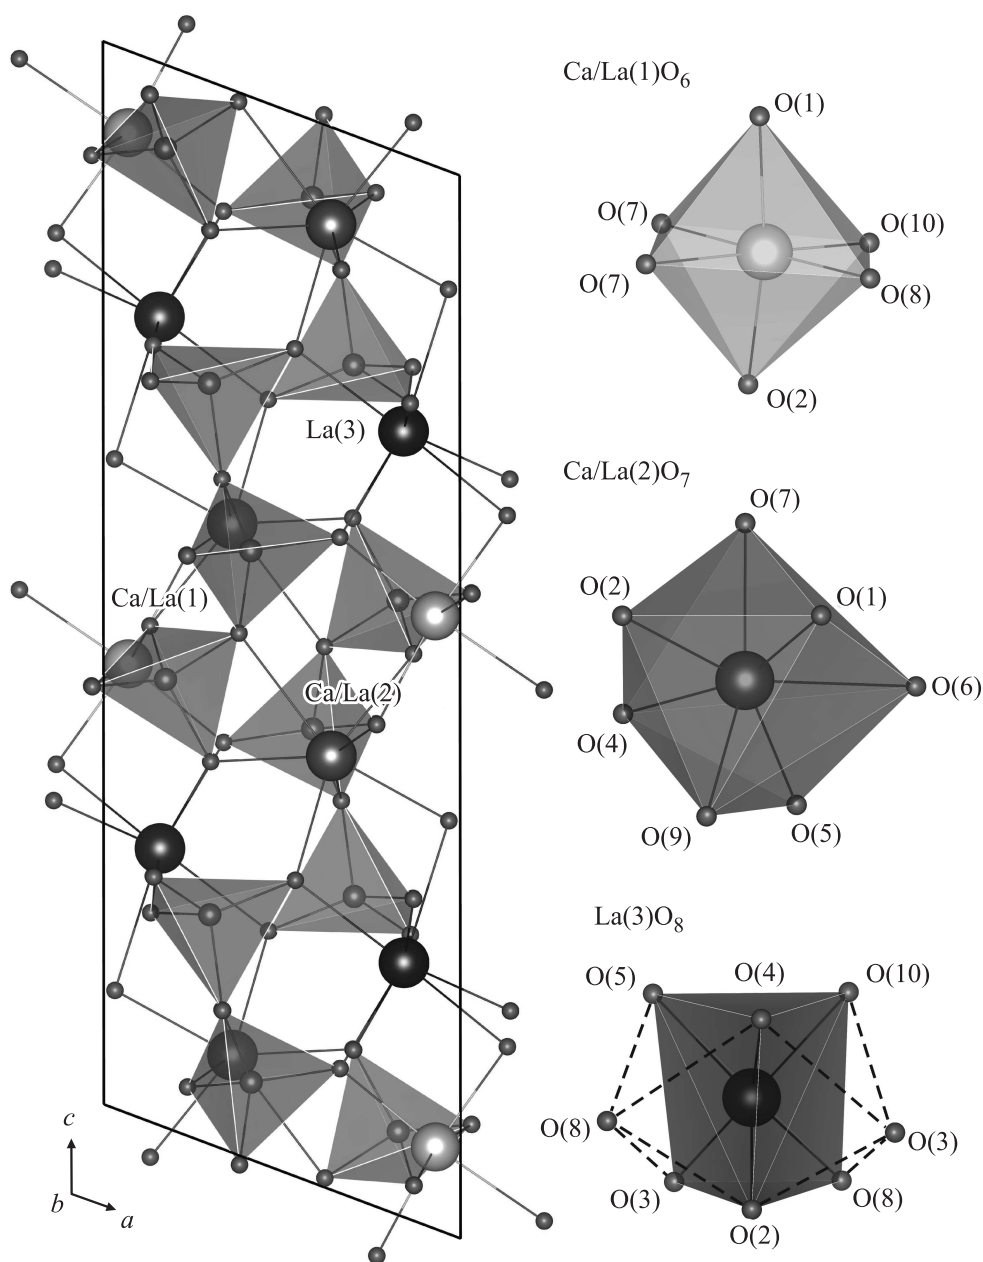 La(3)
Ca/La(1)
Ca/La(2)
c
b
a
Ca/La(1)O₆
O(1)
O(7)
O(10)
O(7)
O(8)
O(2)
Ca/La(2)O₇
O(7)
O(2)
O(1)
O(6)
O(4)
O(9)
O(5)
La(3)O₈
O(5)
O(4)
O(10)
O(8)
O(3)
O(3)
O(8)
O(2)